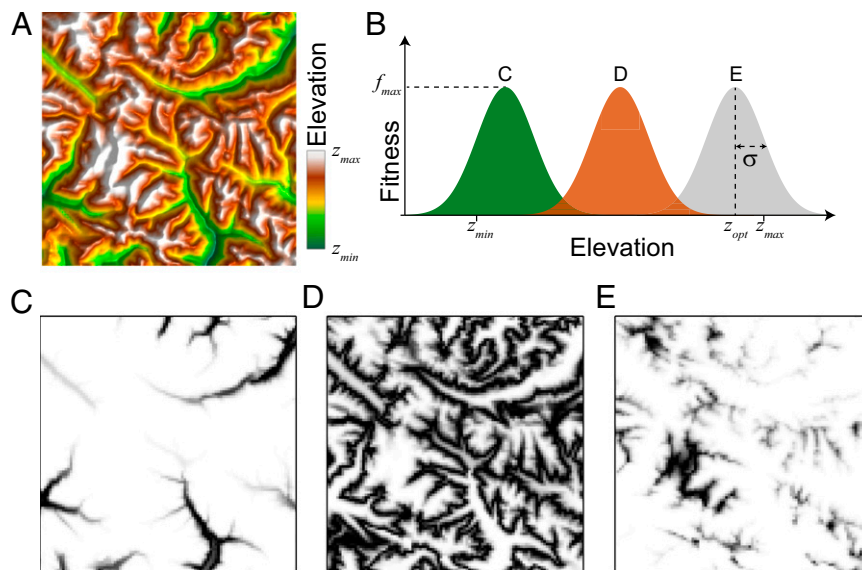 A
Elevation
z_max
z_min
B
C
D
E
f_max
Fitness
σ
z_min
Elevation
z_opt
z_max
C
D
E